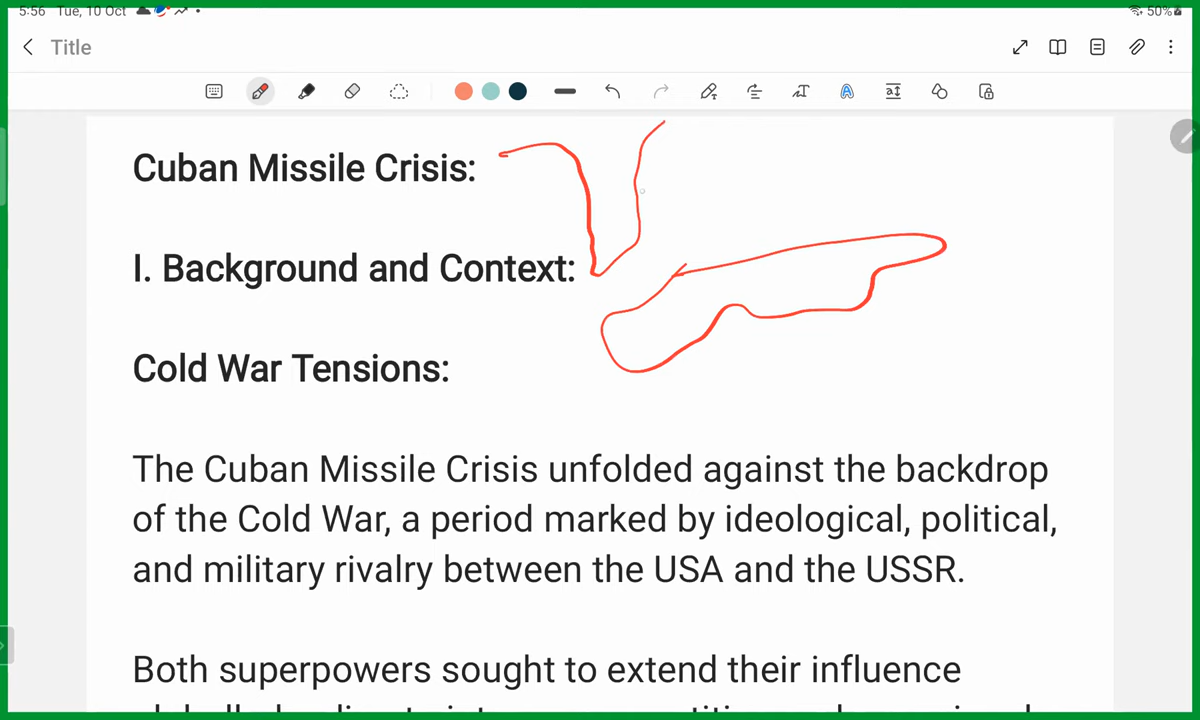 5:56 Tue, 10 Oct
50%
Title
Cuban Missile Crisis:
I. Background and Context:
Cold War Tensions:
The Cuban Missile Crisis unfolded against the backdrop
of the Cold War, a period marked by ideological, political,
and military rivalry between the USA and the USSR.
Both superpowers sought to extend their influence